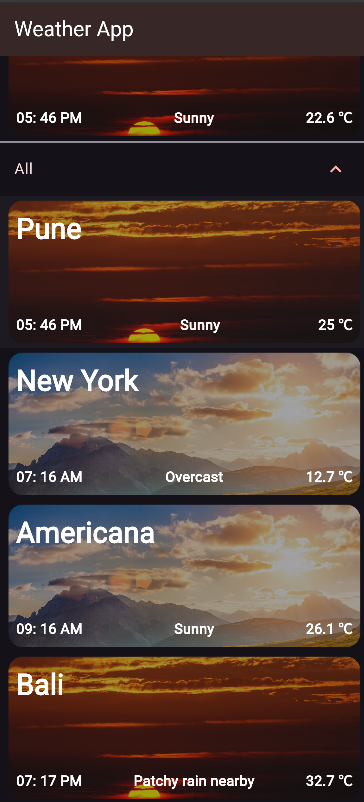 Weather App
05: 46 PM Sunny 22.6 °C
All
Pune
05: 46 PM Sunny 25 °C
New York
07: 16 AM Overcast 12.7 °C
Americana
09: 16 AM Sunny 26.1 °C
Bali
07: 17 PM Patchy rain nearby 32.7 °C